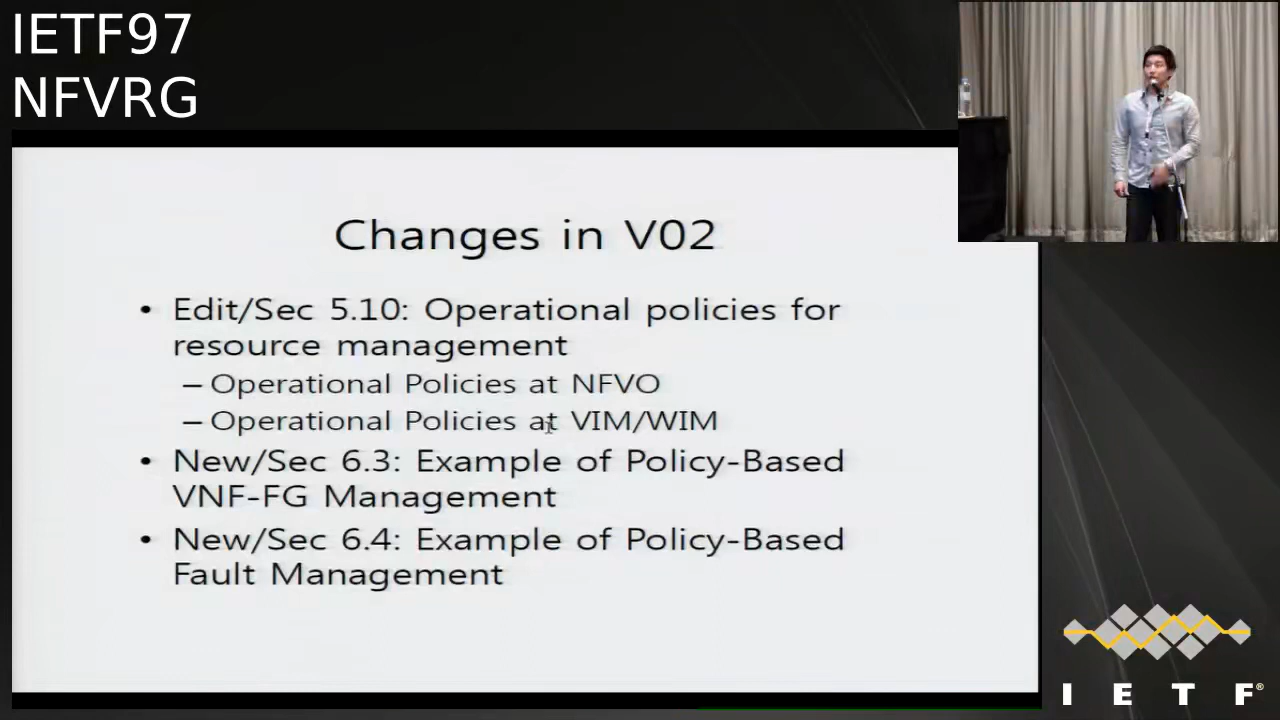 IETF97
NFVRG
Changes in V02
• Edit/Sec 5.10: Operational policies for
resource management
– Operational Policies at NFVO
– Operational Policies at VIM/WIM
• New/Sec 6.3: Example of Policy-Based
VNF-FG Management
• New/Sec 6.4: Example of Policy-Based
Fault Management
I E T F®